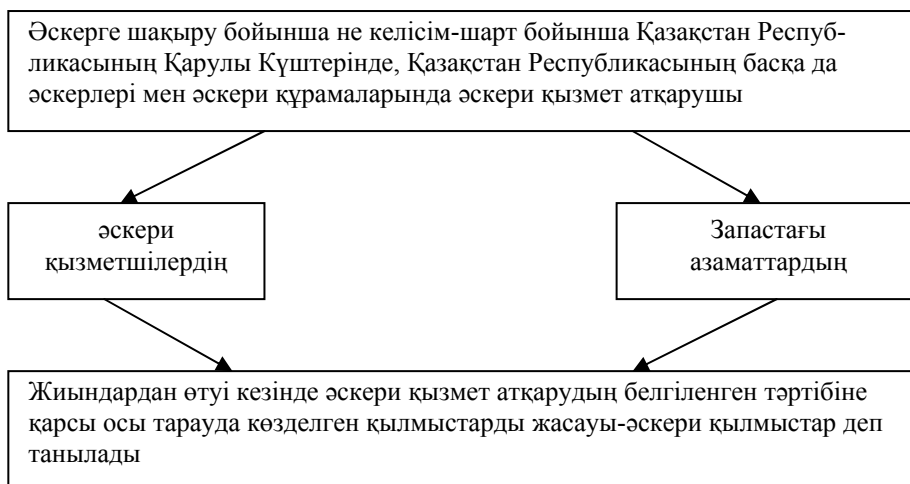 Әскерге шақыру бойынша не келісім-шарт бойынша Қазақстан Респуб-
ликасының Қарулы Күштерінде, Қазақстан Республикасының басқа да
әскерлері мен әскери құрамаларында әскери қызмет атқарушы
әскери
қызметшілердің
Запастағы
азаматтардың
Жиындардан өтуі кезінде әскери қызмет атқарудың белгіленген тәртібіне
қарсы осы тарауда көзделген қылмыстарды жасауы-әскери қылмыстар деп
танылады